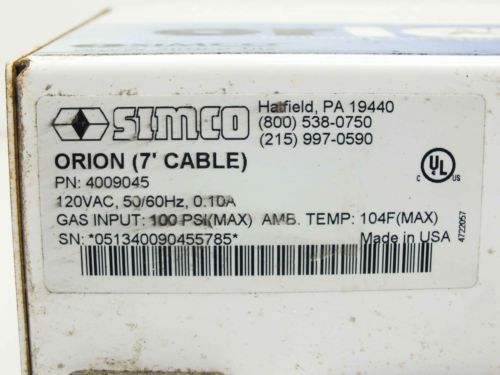 SIMCO
Hatfield, PA 19440
(800) 538-0750
(215) 997-0590
ORION (7' CABLE)
PN: 4009045
120VAC, 50/60Hz, 0.10A
GAS INPUT: 100 PSI(MAX) AMB. TEMP: 104F(MAX)
SN: *051340090455785*
Made in USA
C UL US
4722057